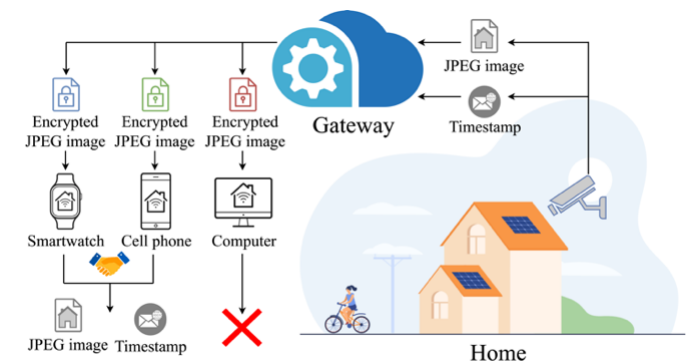 JPEG image
Timestamp
Gateway
Encrypted
JPEG image
Encrypted
JPEG image
Encrypted
JPEG image
Smartwatch
Cell phone
Computer
JPEG image
Timestamp
Home